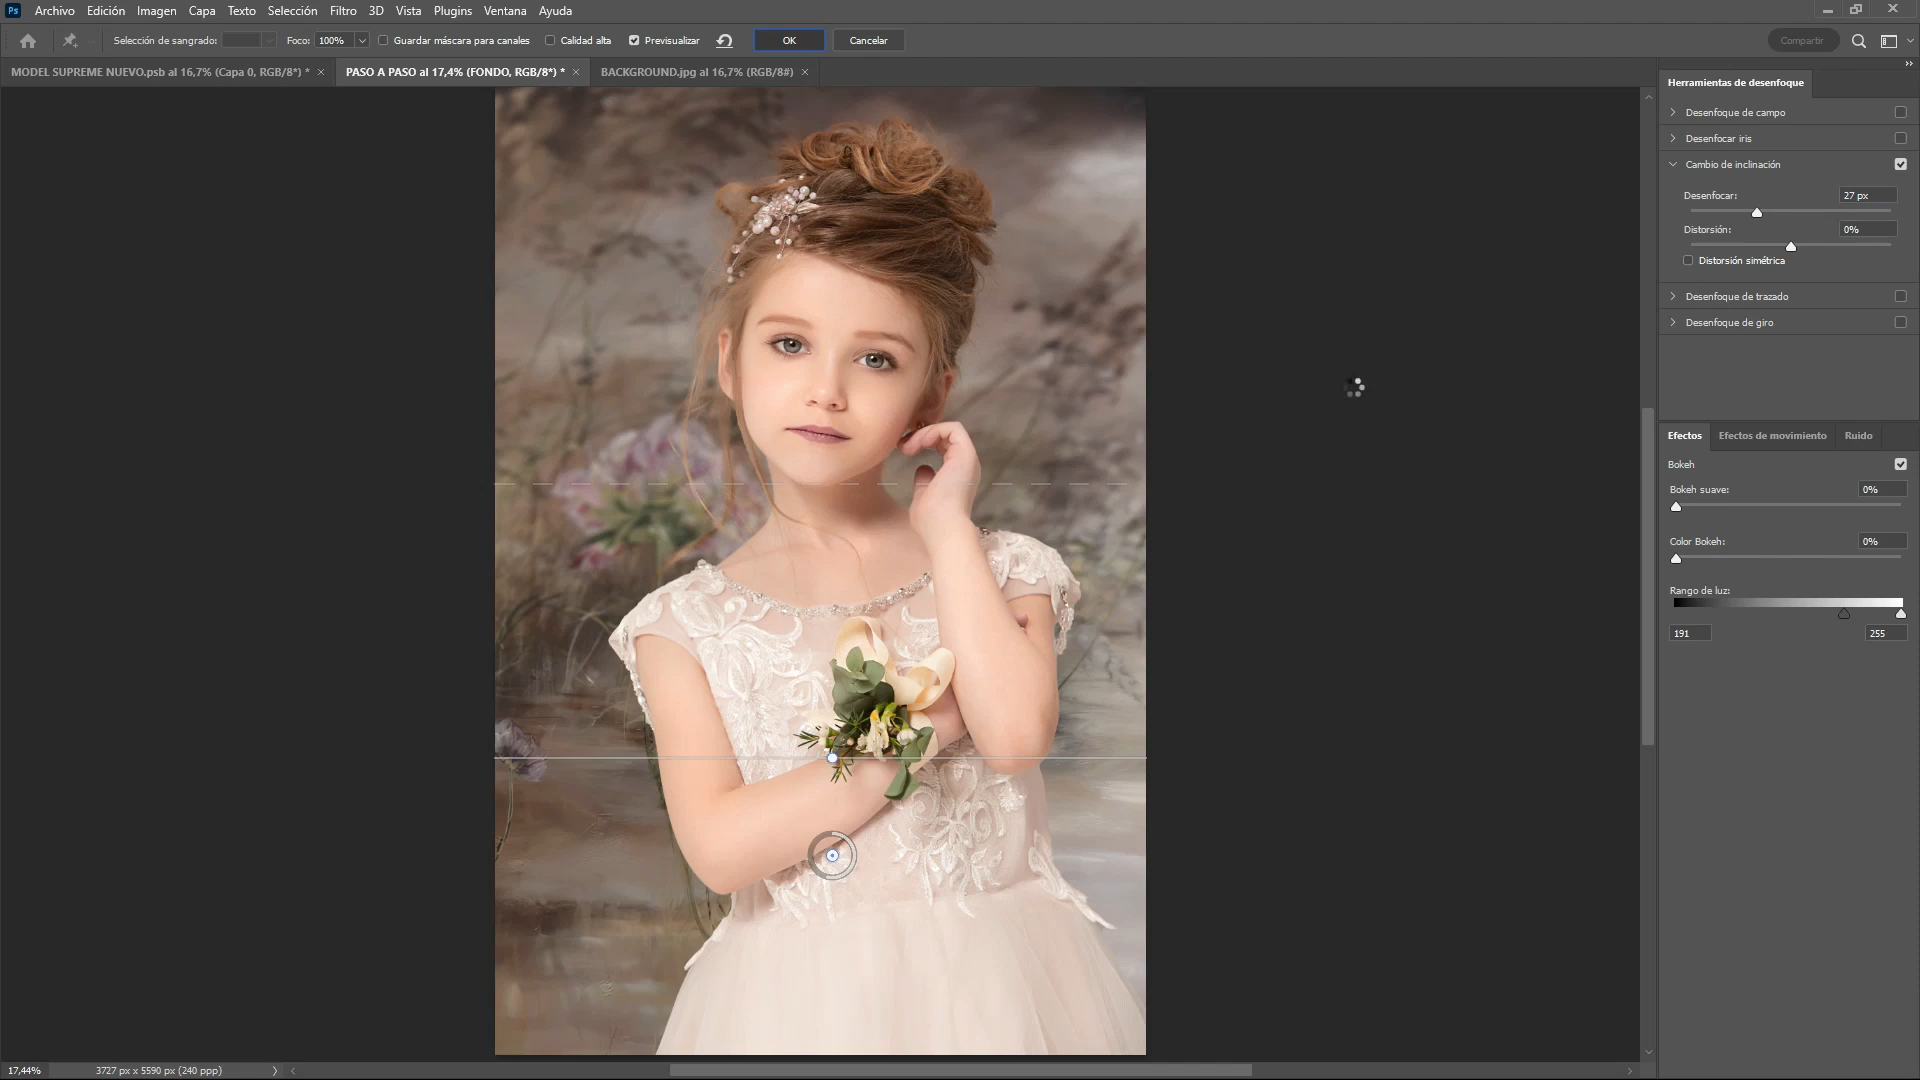 Ps Archivo Edición Imagen Capa Texto Selección Filtro 3D Vista Plugins Ventana Ayuda
Selección de sangrado: Foco: 100% Guardar máscara para canales Calidad alta Previsualizar OK Cancelar Compartir
MODEL SUPREME NUEVO.psb al 16,7% (Capa 0, RGB/8*) * × PASO A PASO al 17,4% (FONDO, RGB/8*) * × BACKGROUND.jpg al 16,7% (RGB/8#) ×
Herramientas de desenfoque
Desenfoque de campo
Desenfocar iris
Cambio de inclinación
Desenfocar: 27 px
Distorsión: 0%
Distorsión simétrica
Desenfoque de trazado
Desenfoque de giro
Efectos Efectos de movimiento Ruido
Bokeh
Bokeh suave: 0%
Color Bokeh: 0%
Rango de luz:
191 255
17,44% 3727 px x 5590 px (240 ppp)